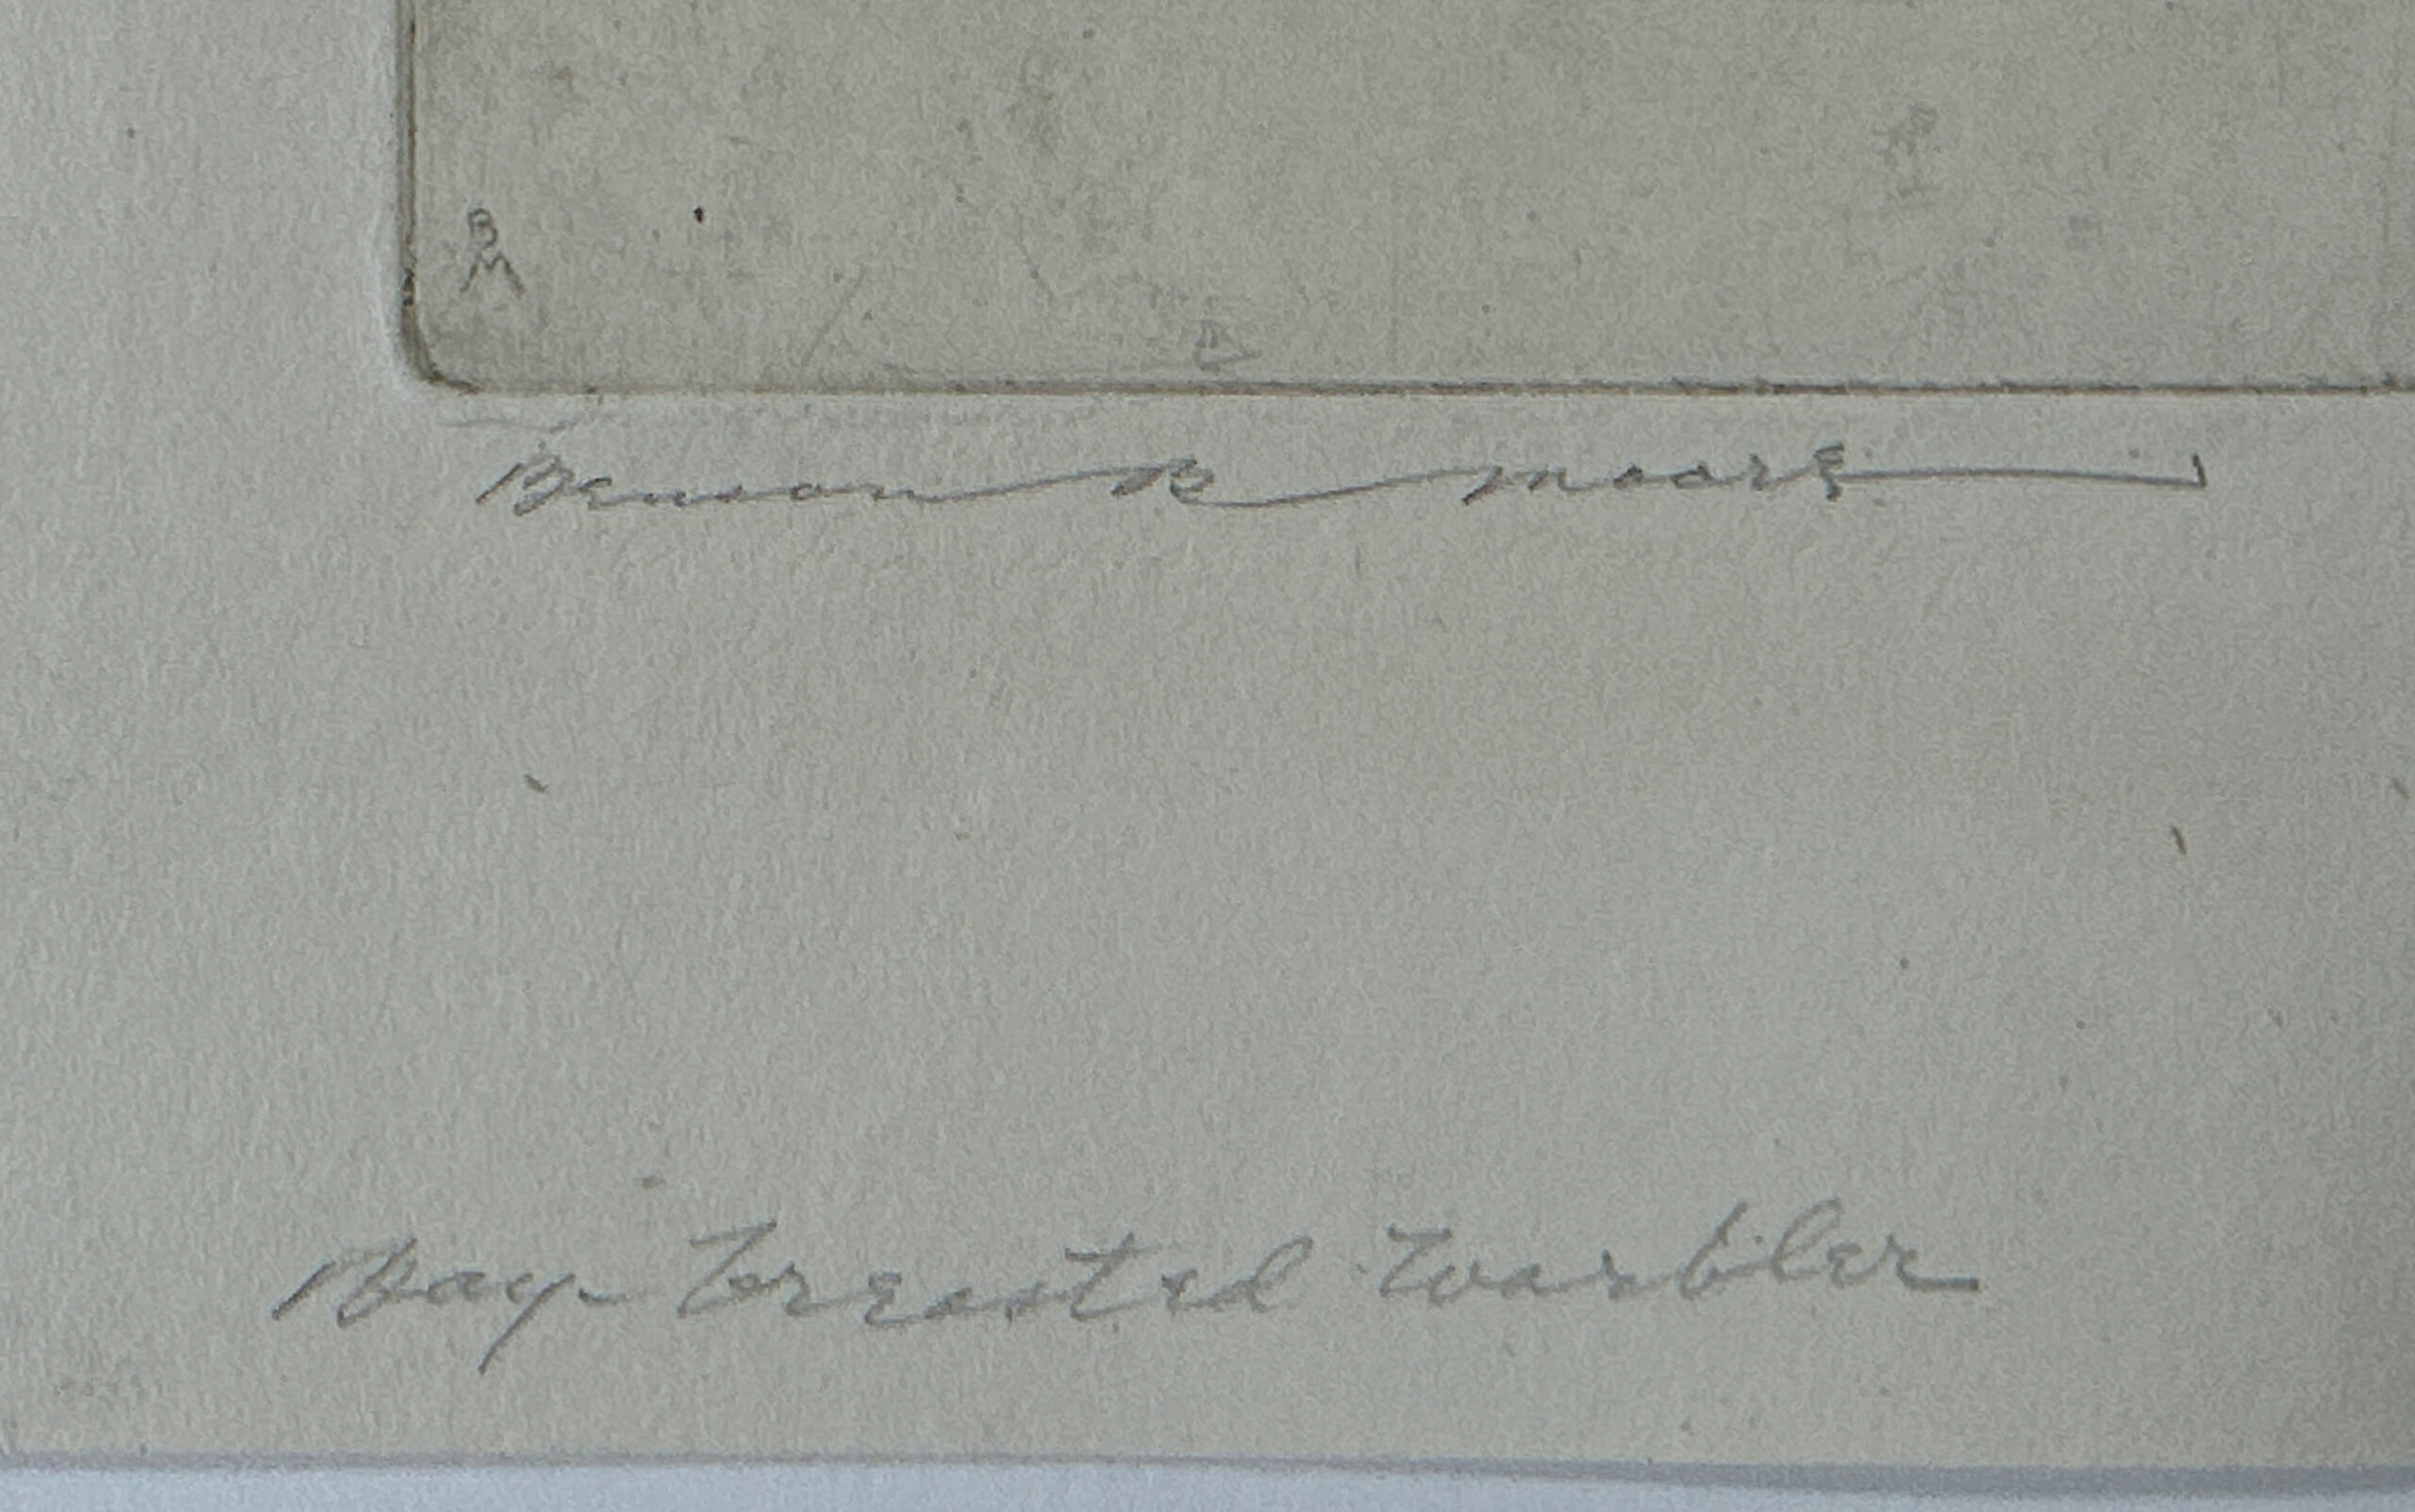 B
M
Benson B Moore
Bay-breasted Warbler